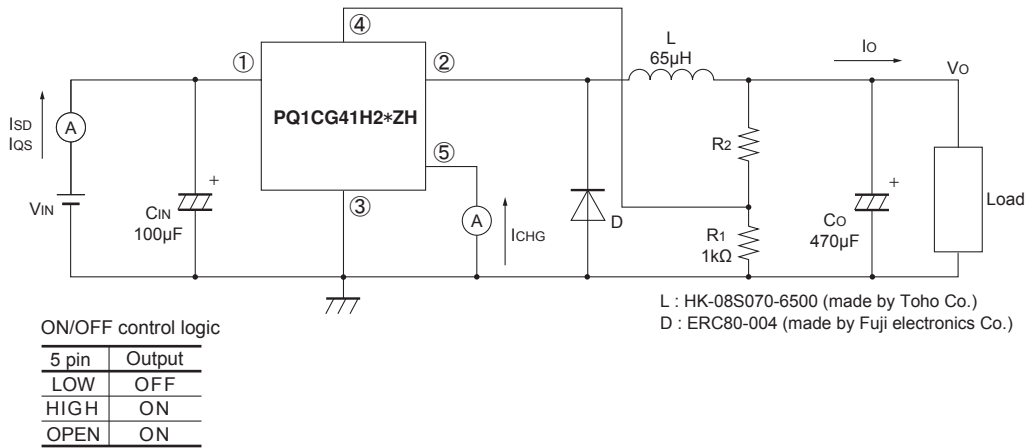 ④
L
65μH
IO
VO
①
②
PQ1CG41H2*ZH
A
ISD
IQS
⑤
R2
VIN
CIN
100μF
+
③
A
ICHG
D
R1
1kΩ
+
CO
470μF
Load
L : HK-08S070-6500 (made by Toho Co.)
D : ERC80-004 (made by Fuji electronics Co.)
ON/OFF control logic
5 pin Output
LOW OFF
HIGH ON
OPEN ON